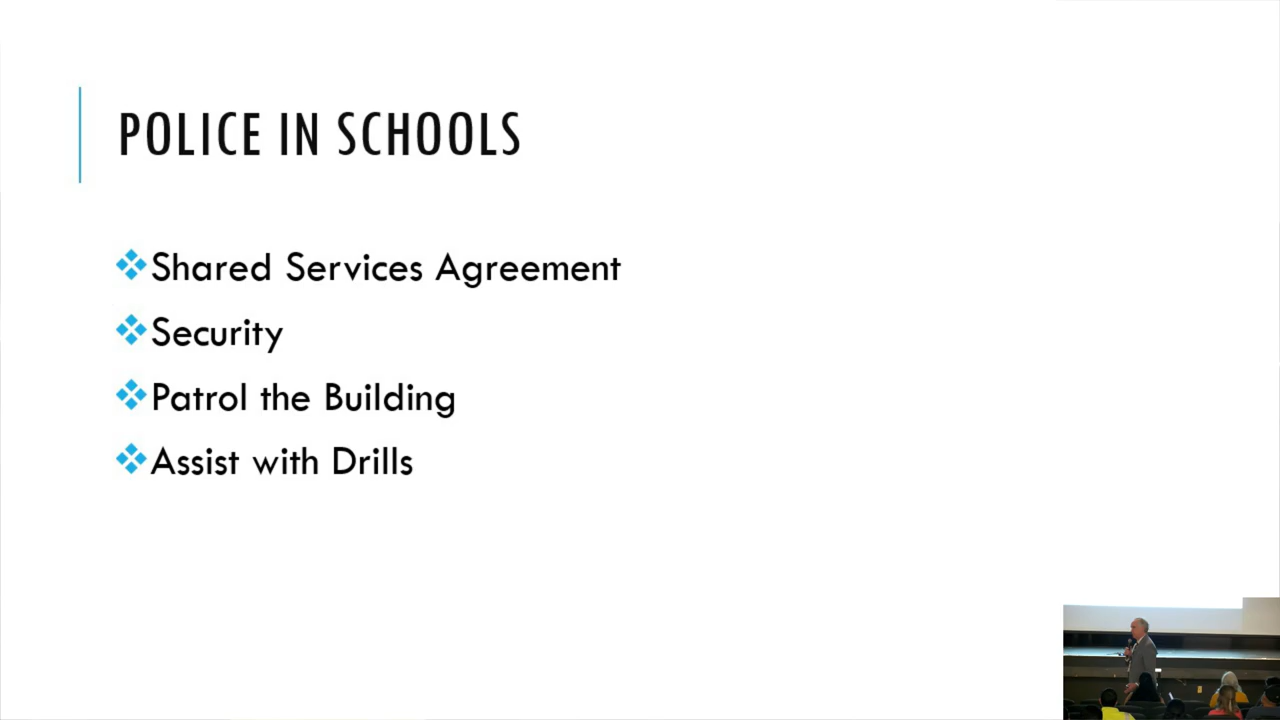 POLICE IN SCHOOLS
Shared Services Agreement
Security
Patrol the Building
Assist with Drills